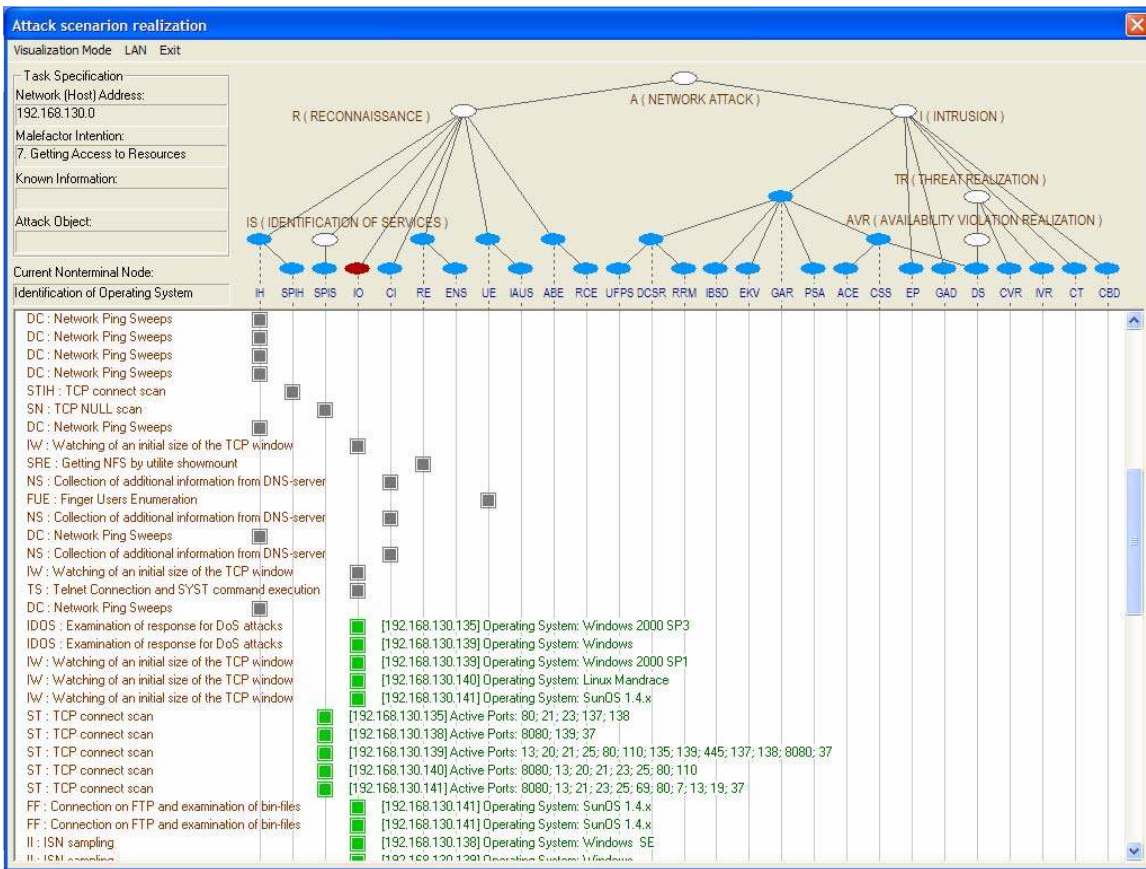 Attack scenarion realization
Visualization Mode LAN Exit
Task Specification
Network (Host) Address:
192.168.130.0
Malefactor Intention:
7. Getting Access to Resources
Known Information:
Attack Object:
Current Nonterminal Node:
Identification of Operating System
A ( NETWORK ATTACK )
R ( RECONNAISSANCE )
I ( INTRUSION )
TR ( THREAT REALIZATION )
IS ( IDENTIFICATION OF SERVICES )
AVR ( AVAILABILITY VIOLATION REALIZATION )
IH SPIH SPIS IO CI RE ENS UE IAUS ABE RCE UFPS DCSR RRM IBSD EKV GAR PSA ACE CSS EP GAD DS CVR IVR CT CBD
DC : Network Ping Sweeps
DC : Network Ping Sweeps
DC : Network Ping Sweeps
DC : Network Ping Sweeps
STIH : TCP connect scan
SN : TCP NULL scan
DC : Network Ping Sweeps
IW : Watching of an initial size of the TCP window
SRE : Getting NFS by utilite showmount
NS : Collection of additional information from DNS-server
FUE : Finger Users Enumeration
NS : Collection of additional information from DNS-server
DC : Network Ping Sweeps
NS : Collection of additional information from DNS-server
IW : Watching of an initial size of the TCP window
TS : Telnet Connection and SYST command execution
DC : Network Ping Sweeps
IDOS : Examination of response for DoS attacks [192.168.130.135] Operating System: Windows 2000 SP3
IDOS : Examination of response for DoS attacks [192.168.130.139] Operating System: Windows
IW : Watching of an initial size of the TCP window [192.168.130.139] Operating System: Windows 2000 SP1
IW : Watching of an initial size of the TCP window [192.168.130.140] Operating System: Linux Mandrace
IW : Watching of an initial size of the TCP window [192.168.130.141] Operating System: SunOS 1.4.x
ST : TCP connect scan [192.168.130.135] Active Ports: 80; 21; 23; 137; 138
ST : TCP connect scan [192.168.130.138] Active Ports: 8080; 139; 37
ST : TCP connect scan [192.168.130.139] Active Ports: 13; 20; 21; 25; 80; 110; 135; 139; 445; 137; 138; 8080; 37
ST : TCP connect scan [192.168.130.140] Active Ports: 8080; 13; 20; 21; 23; 25; 80; 110
ST : TCP connect scan [192.168.130.141] Active Ports: 8080; 13; 21; 23; 25; 69; 80; 7; 13; 19; 37
FF : Connection on FTP and examination of bin-files [192.168.130.141] Operating System: SunOS 1.4.x
FF : Connection on FTP and examination of bin-files [192.168.130.141] Operating System: SunOS 1.4.x
II : ISN sampling [192.168.130.138] Operating System: Windows SE
II : ISN sampling [192.168.130.139] Operating System: Windows